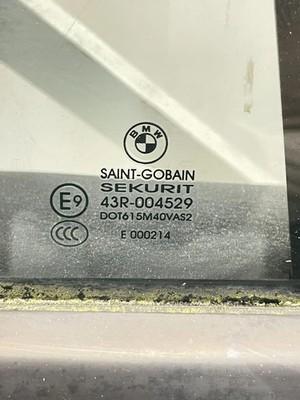 BMW
SAINT-GOBAIN
SEKURIT
E9 43R-004529
DOT615M40VAS2
CCC
E 000214